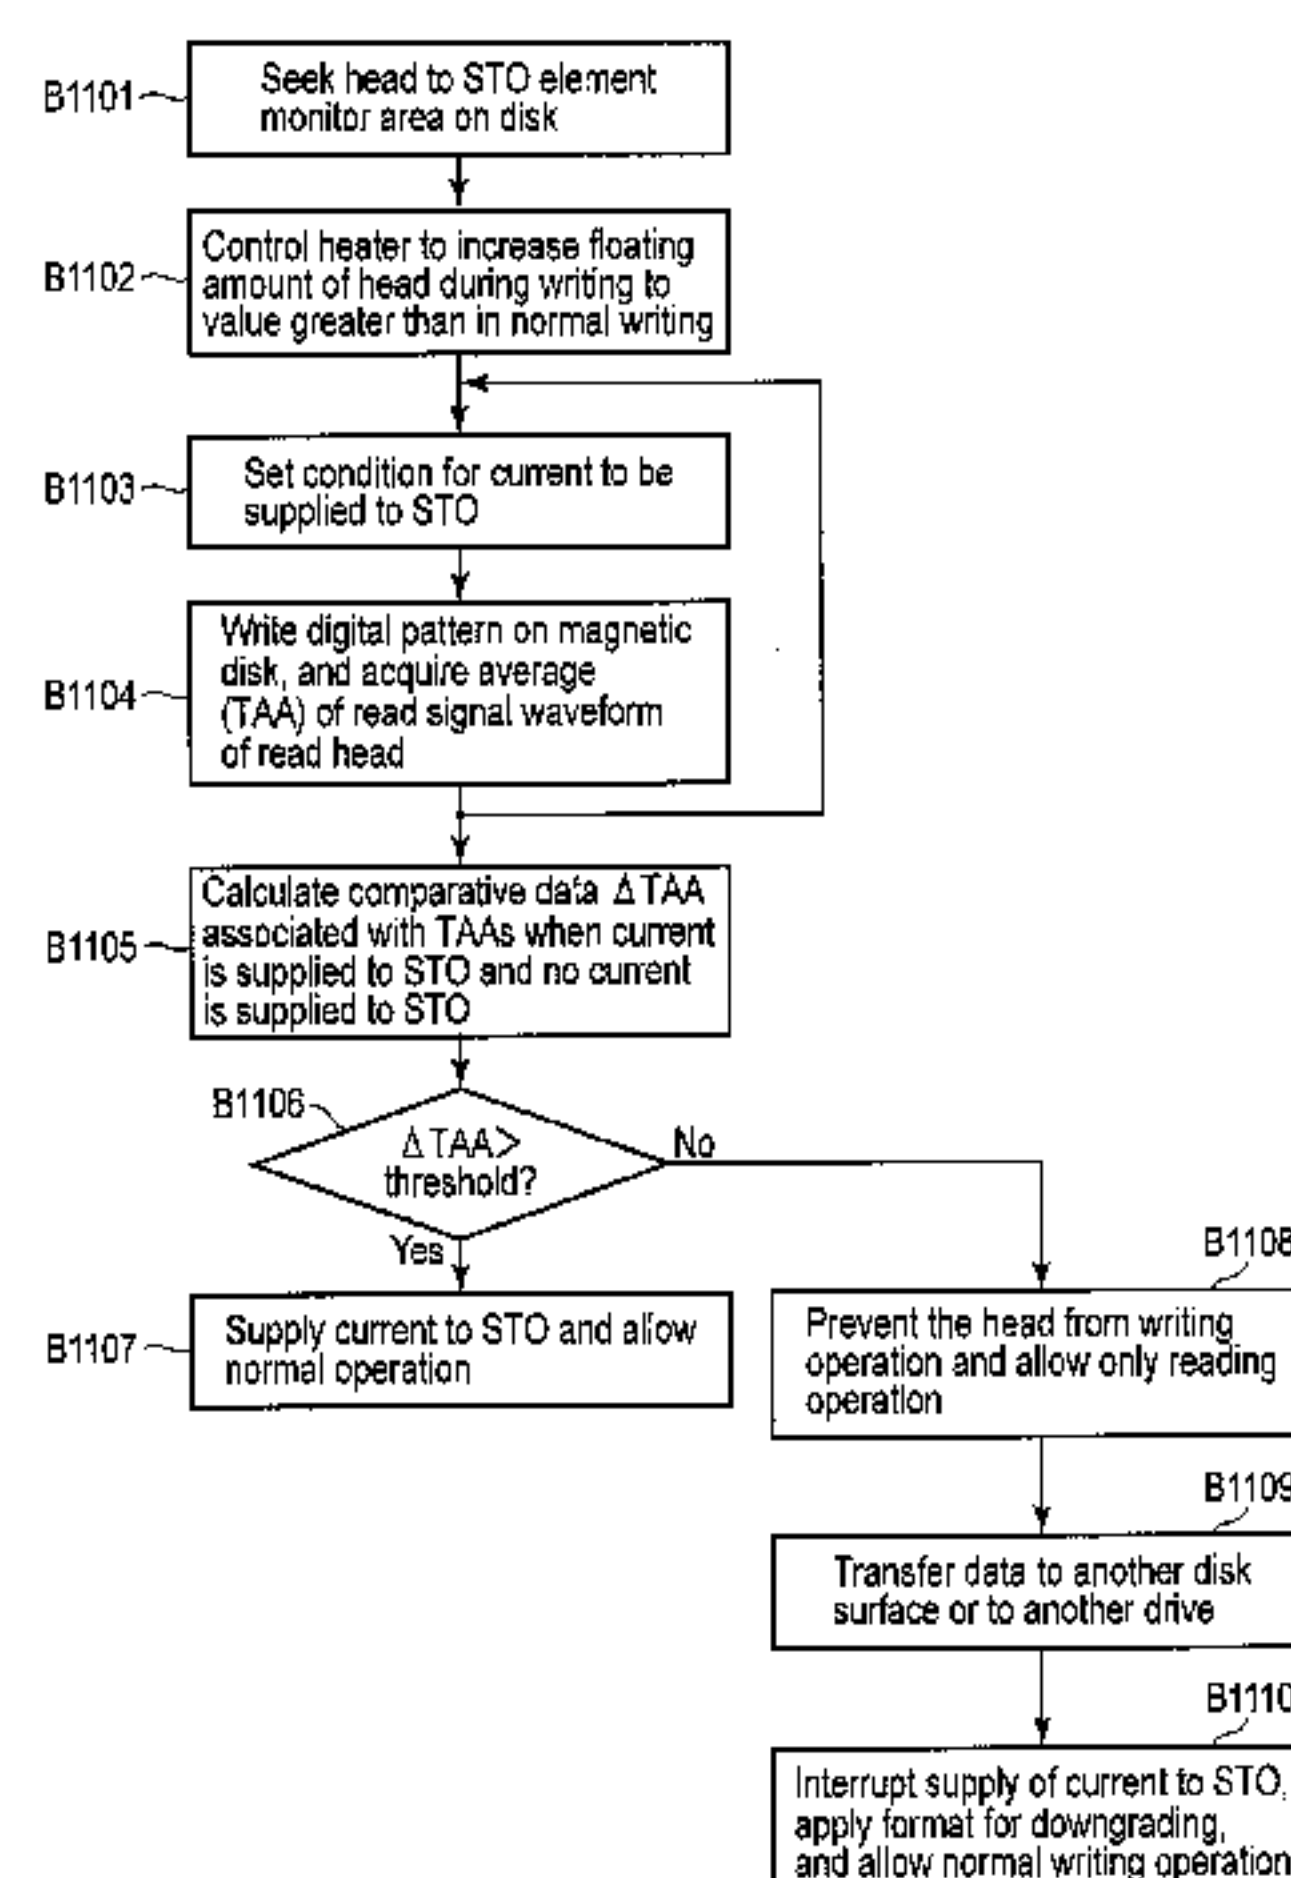 B1101
Seek head to STO element
monitor area on disk
B1102
Control heater to increase floating
amount of head during writing to
value greater than in normal writing
B1103
Set condition for current to be
supplied to STO
B1104
Write digital pattern on magnetic
disk, and acquire average
(TAA) of read signal waveform
of read head
B1105
Calculate comparative data ΔTAA
associated with TAAs when current
is supplied to STO and no current
is supplied to STO
B1106
ΔTAA>
threshold?
No
Yes
B1107
Supply current to STO and allow
normal operation
B1108
Prevent the head from writing
operation and allow only reading
operation
B1109
Transfer data to another disk
surface or to another drive
B1110
Interrupt supply of current to STO,
apply format for downgrading,
and allow normal writing operation